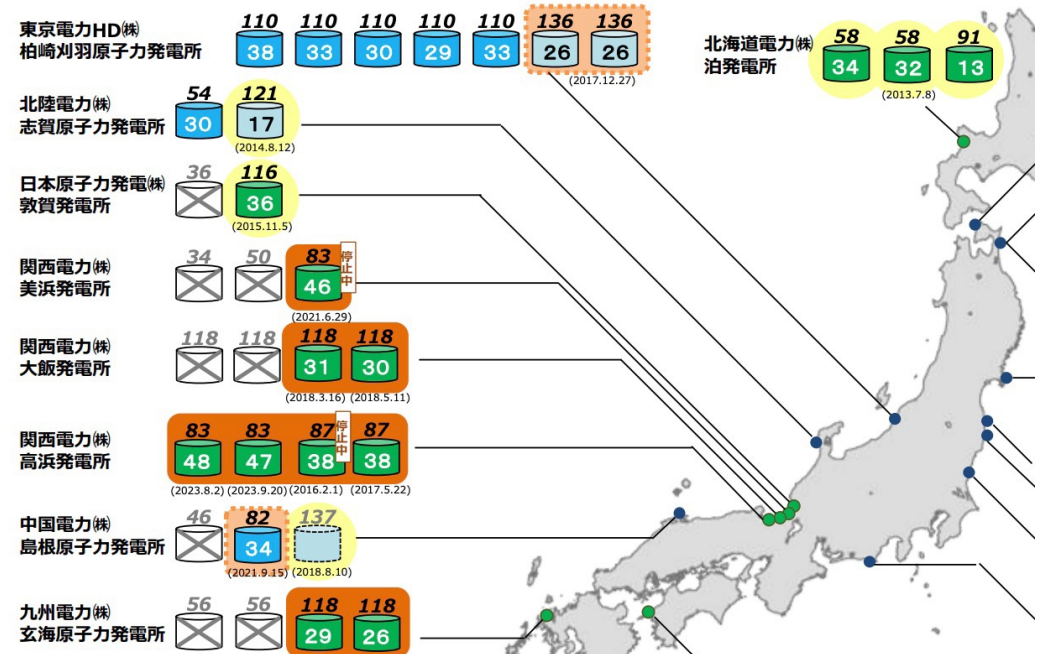 東京電力HD㈱
柏崎刈羽原子力発電所
110 110 110 110 110 136 136
38 33 30 29 33 26 26
(2017.12.27)
北海道電力㈱
泊発電所
58 58 91
34 32 13
(2013.7.8)
北陸電力㈱
志賀原子力発電所
54 121
30 17
(2014.8.12)
日本原子力発電㈱
敦賀発電所
36 116
36
(2015.11.5)
関西電力㈱
美浜発電所
34 50 83
停止中
46
(2021.6.29)
関西電力㈱
大飯発電所
118 118 118 118
31 30
(2018.3.16) (2018.5.11)
関西電力㈱
高浜発電所
83 83 87 87
停止中
48 47 38 38
(2023.8.2) (2023.9.20) (2016.2.1) (2017.5.22)
中国電力㈱
島根原子力発電所
46 82 137
34
(2021.9.15) (2018.8.10)
九州電力㈱
玄海原子力発電所
56 56 118 118
29 26